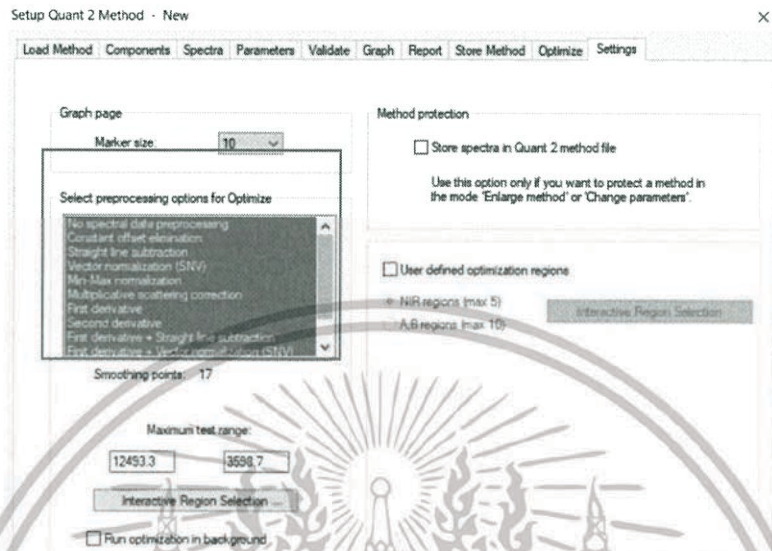 Setup Quant 2 Method - New
Load Method Components Spectra Parameters Validate Graph Report Store Method Optimize Settings
Graph page
Marker size: 10
Select preprocessing options for Optimize
No spectral data preprocessing
Constant offset elimination
Straight line subtraction
Vector normalization (SNV)
Min-Max normalization
Multiplicative scattering correction
First derivative
Second derivative
First derivative + Straight line subtraction
First derivative + Vector normalization (SNV)
Smoothing points: 17
Maximum test range:
12493.3 3598.7
Interactive Region Selection ...
Run optimization in background
Method protection
Store spectra in Quant 2 method file
Use this option only if you want to protect a method in
the mode 'Enlarge method' or 'Change parameters'.
User defined optimization regions
NIR regions (max 5)
A,B regions (max 10)
Interactive Region Selection